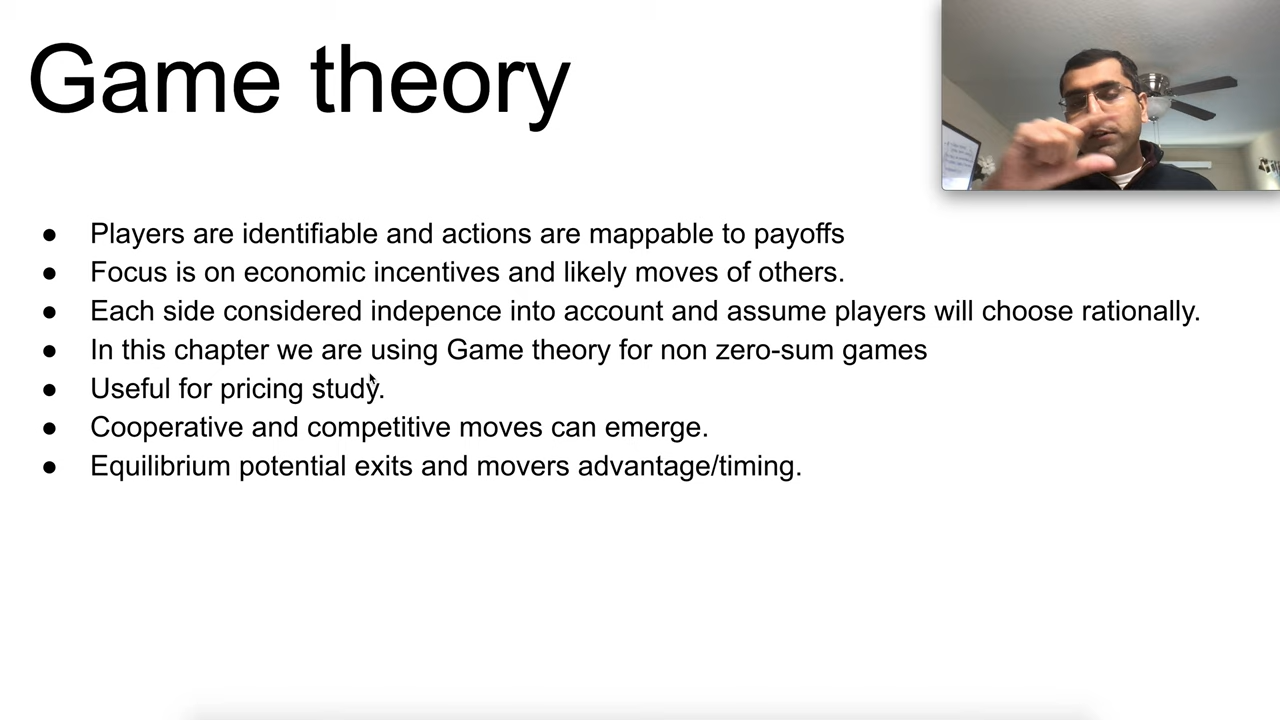 Game theory
● Players are identifiable and actions are mappable to payoffs
● Focus is on economic incentives and likely moves of others.
● Each side considered indepence into account and assume players will choose rationally.
● In this chapter we are using Game theory for non zero-sum games
● Useful for pricing study.
● Cooperative and competitive moves can emerge.
● Equilibrium potential exits and movers advantage/timing.